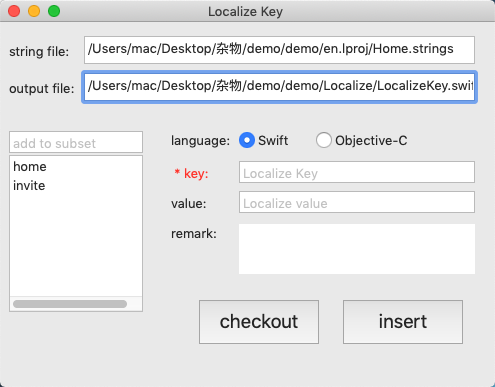 Localize Key
string file: /Users/mac/Desktop/杂物/demo/demo/en.lproj/Home.strings
output file: /Users/mac/Desktop/杂物/demo/demo/Localize/LocalizeKey.swif
add to subset
home
invite
language: Swift Objective-C
* key: Localize Key
value: Localize value
remark:
checkout insert